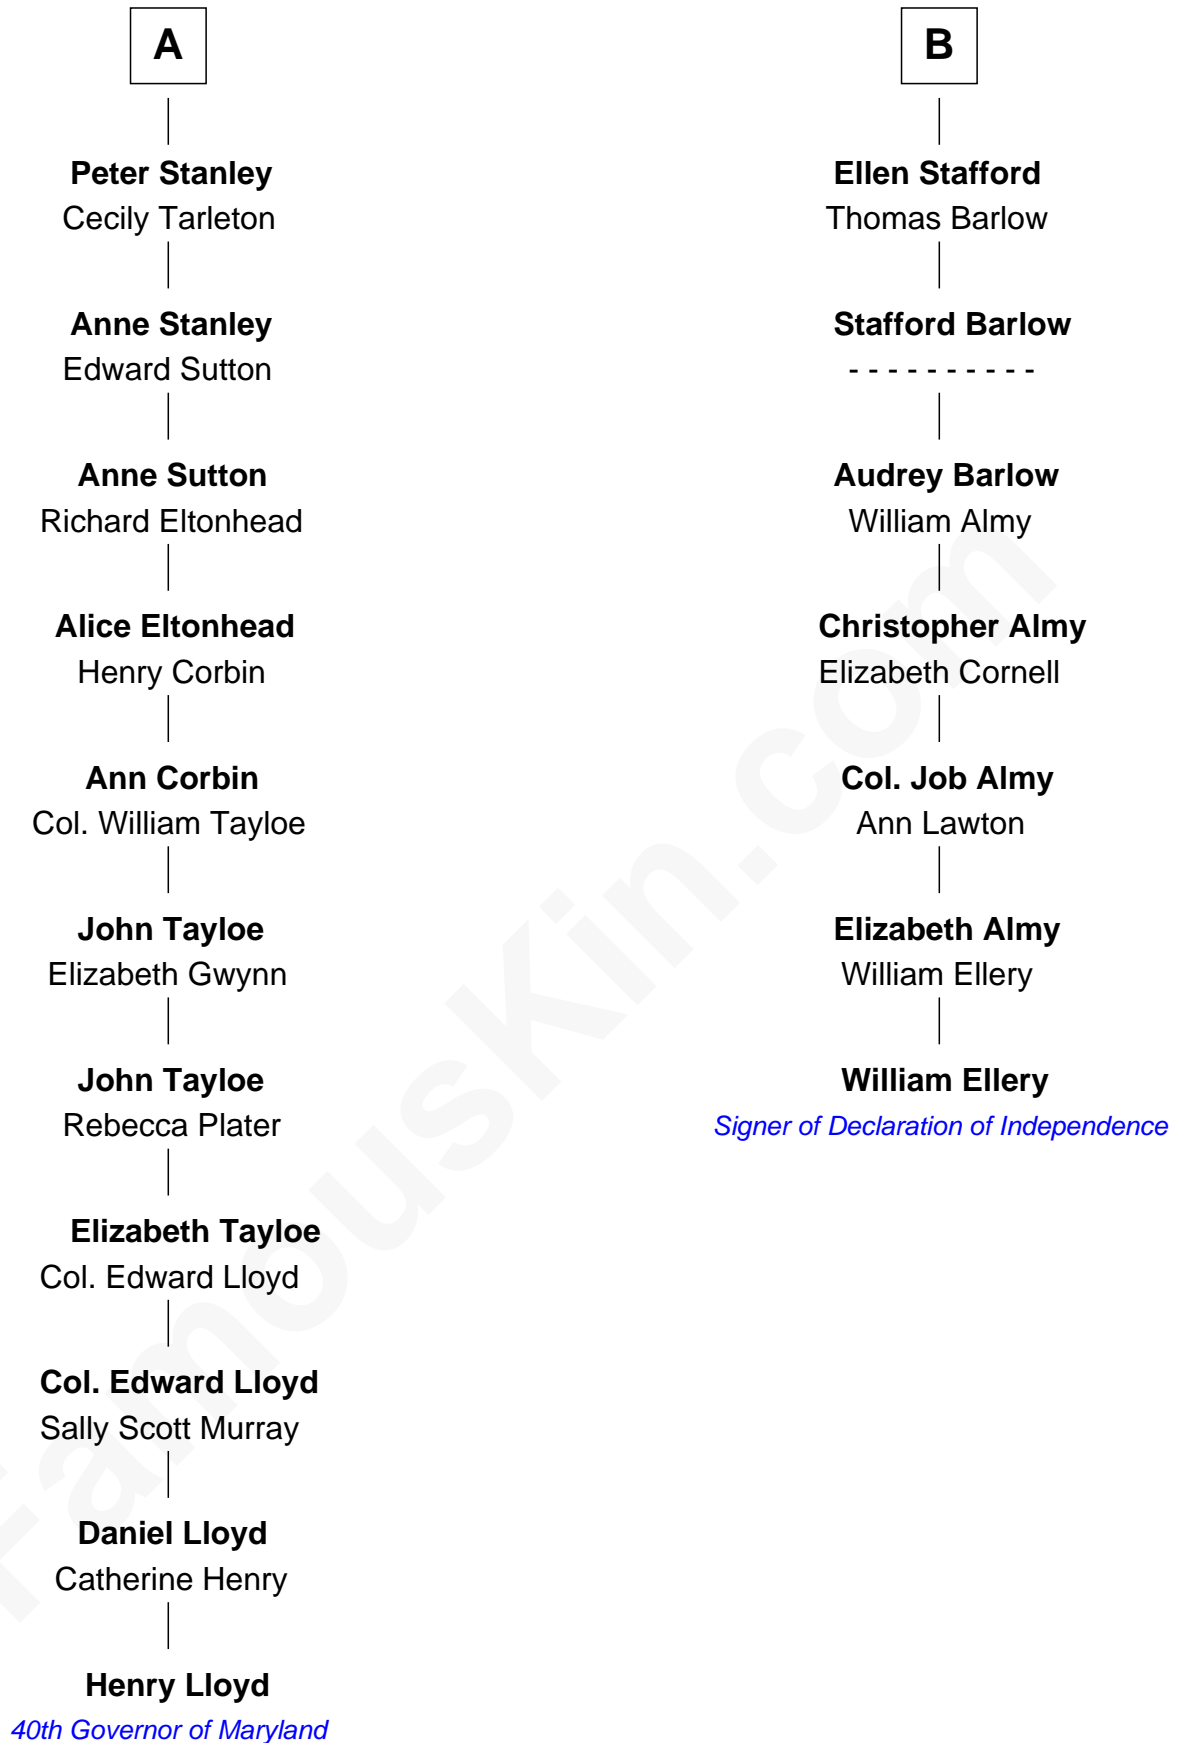 A
Peter Stanley
Cecily Tarleton
Anne Stanley
Edward Sutton
Anne Sutton
Richard Eltonhead
Alice Eltonhead
Henry Corbin
Ann Corbin
Col. William Tayloe
John Tayloe
Elizabeth Gwynn
John Tayloe
Rebecca Plater
Elizabeth Tayloe
Col. Edward Lloyd
Col. Edward Lloyd
Sally Scott Murray
Daniel Lloyd
Catherine Henry
Henry Lloyd
40th Governor of Maryland
B
Ellen Stafford
Thomas Barlow
Stafford Barlow
- - - - - - - - - -
Audrey Barlow
William Almy
Christopher Almy
Elizabeth Cornell
Col. Job Almy
Ann Lawton
Elizabeth Almy
William Ellery
William Ellery
Signer of Declaration of Independence
FamousKin.com